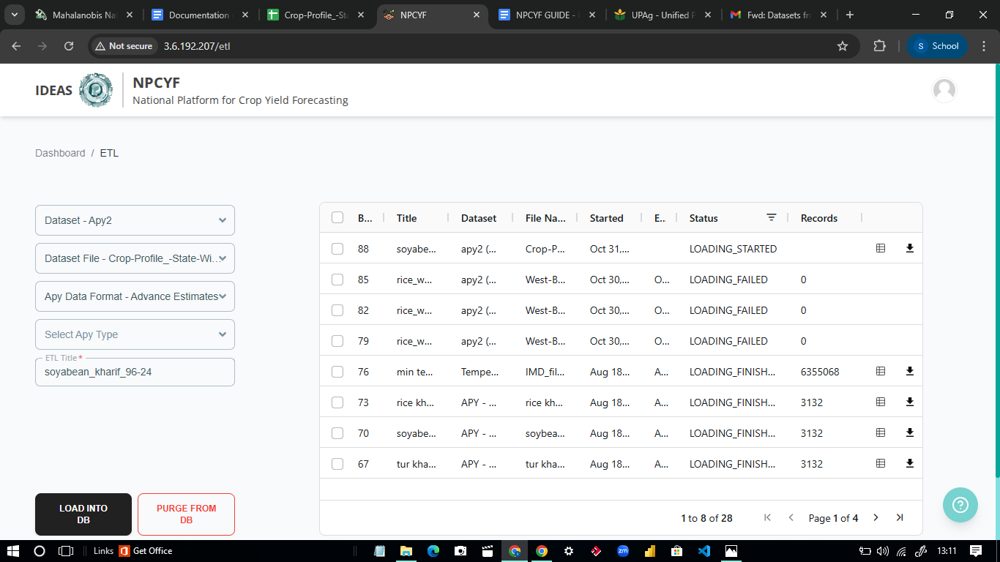 Mahalanobis Na
Documentation
Crop-Profile_-Sta
NPCYF
NPCYF GUIDE -
UPAg - Unified P
Fwd: Datasets fr
Not secure
3.6.192.207/etl
S
School
IDEAS
NPCYF
National Platform for Crop Yield Forecasting
Dashboard / ETL
Dataset - Apy2
Dataset File - Crop-Profile_-State-Wi...
Apy Data Format - Advance Estimates
Select Apy Type
ETL Title *
soyabean_kharif_96-24
LOAD INTO
DB
PURGE FROM
DB
B... Title Dataset File Na... Started E... Status Records
88 soyabe... apy2 (... Crop-P... Oct 31,... LOADING_STARTED
85 rice_w... apy2 (... West-B... Oct 30,... O... LOADING_FAILED 0
82 rice_w... apy2 (... West-B... Oct 30,... O... LOADING_FAILED 0
79 rice_w... apy2 (... West-B... Oct 30,... O... LOADING_FAILED 0
76 min te... Tempe... IMD_fil... Aug 18... A... LOADING_FINISH... 6355068
73 rice kh... APY - ... rice kh... Aug 18... A... LOADING_FINISH... 3132
70 soyabe... APY - ... soybea... Aug 18... A... LOADING_FINISH... 3132
67 tur kha... APY - ... tur kha... Aug 18... A... LOADING_FINISH... 3132
1 to 8 of 28
Page 1 of 4
Links
Get Office
zm
13:11